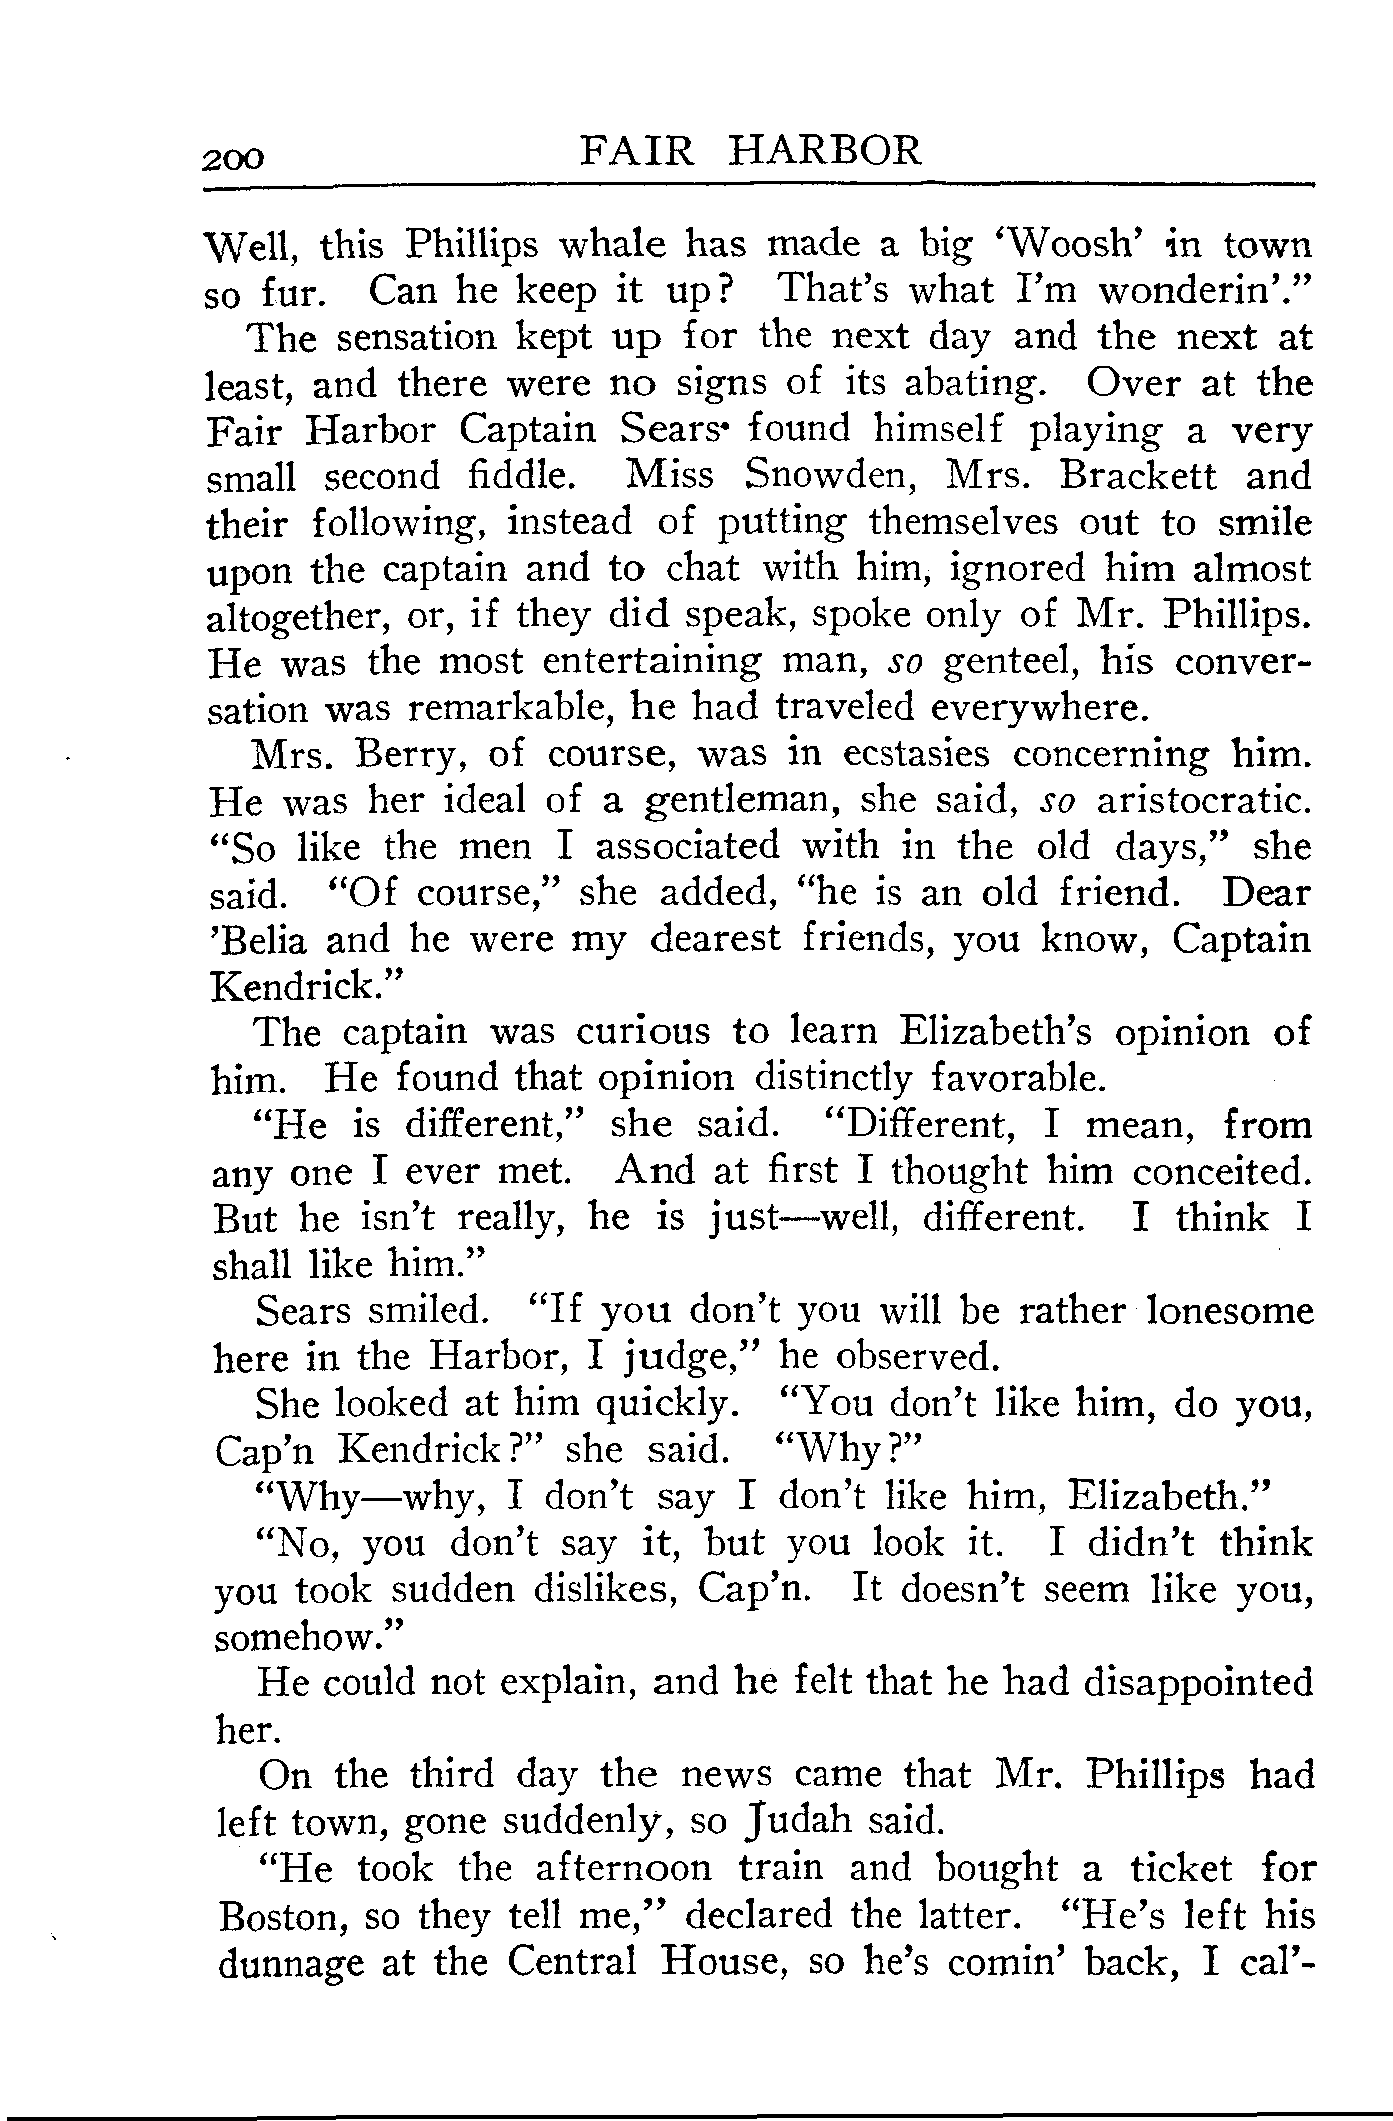 200 FAIR HARBOR
Well, this Phillips whale has made a big ‘Woosh’ in town
so fur. Can he keep it up? That’s what I’m wonderin’.”
The sensation kept up for the next day and the next at
least, and there were no signs of its abating. Over at the
Fair Harbor Captain Sears found himself playing a very
small second fiddle. Miss Snowden, Mrs. Brackett and
their following, instead of putting themselves out to smile
upon the captain and to chat with him, ignored him almost
altogether, or, if they did speak, spoke only of Mr. Phillips.
He was the most entertaining man, so genteel, his conver-
sation was remarkable, he had traveled everywhere.
Mrs. Berry, of course, was in ecstasies concerning him.
He was her ideal of a gentleman, she said, so aristocratic.
“So like the men I associated with in the old days,” she
said. “Of course,” she added, “he is an old friend. Dear
’Belia and he were my dearest friends, you know, Captain
Kendrick.”
The captain was curious to learn Elizabeth’s opinion of
him. He found that opinion distinctly favorable.
“He is different,” she said. “Different, I mean, from
any one I ever met. And at first I thought him conceited.
But he isn’t really, he is just—well, different. I think I
shall like him.”
Sears smiled. “If you don’t you will be rather lonesome
here in the Harbor, I judge,” he observed.
She looked at him quickly. “You don’t like him, do you,
Cap’n Kendrick?” she said. “Why?”
“Why—why, I don’t say I don’t like him, Elizabeth.”
“No, you don’t say it, but you look it. I didn’t think
you took sudden dislikes, Cap’n. It doesn’t seem like you,
somehow.”
He could not explain, and he felt that he had disappointed
her.
On the third day the news came that Mr. Phillips had
left town, gone suddenly, so Judah said.
“He took the afternoon train and bought a ticket for
Boston, so they tell me,” declared the latter. “He’s left his
dunnage at the Central House, so he’s comin’ back, I cal’-